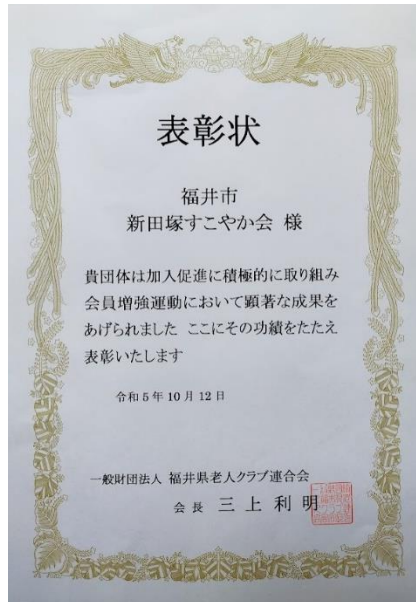 表彰状
福井市
新田塚すこやか会 様
貴団体は加入促進に積極的に取り組み
会員増強運動において顕著な成果を
あげられました ここにその功績をたたえ
表彰いたします
令和5年10月12日
一般財団法人 福井県老人クラブ連合会
会長 三上利明